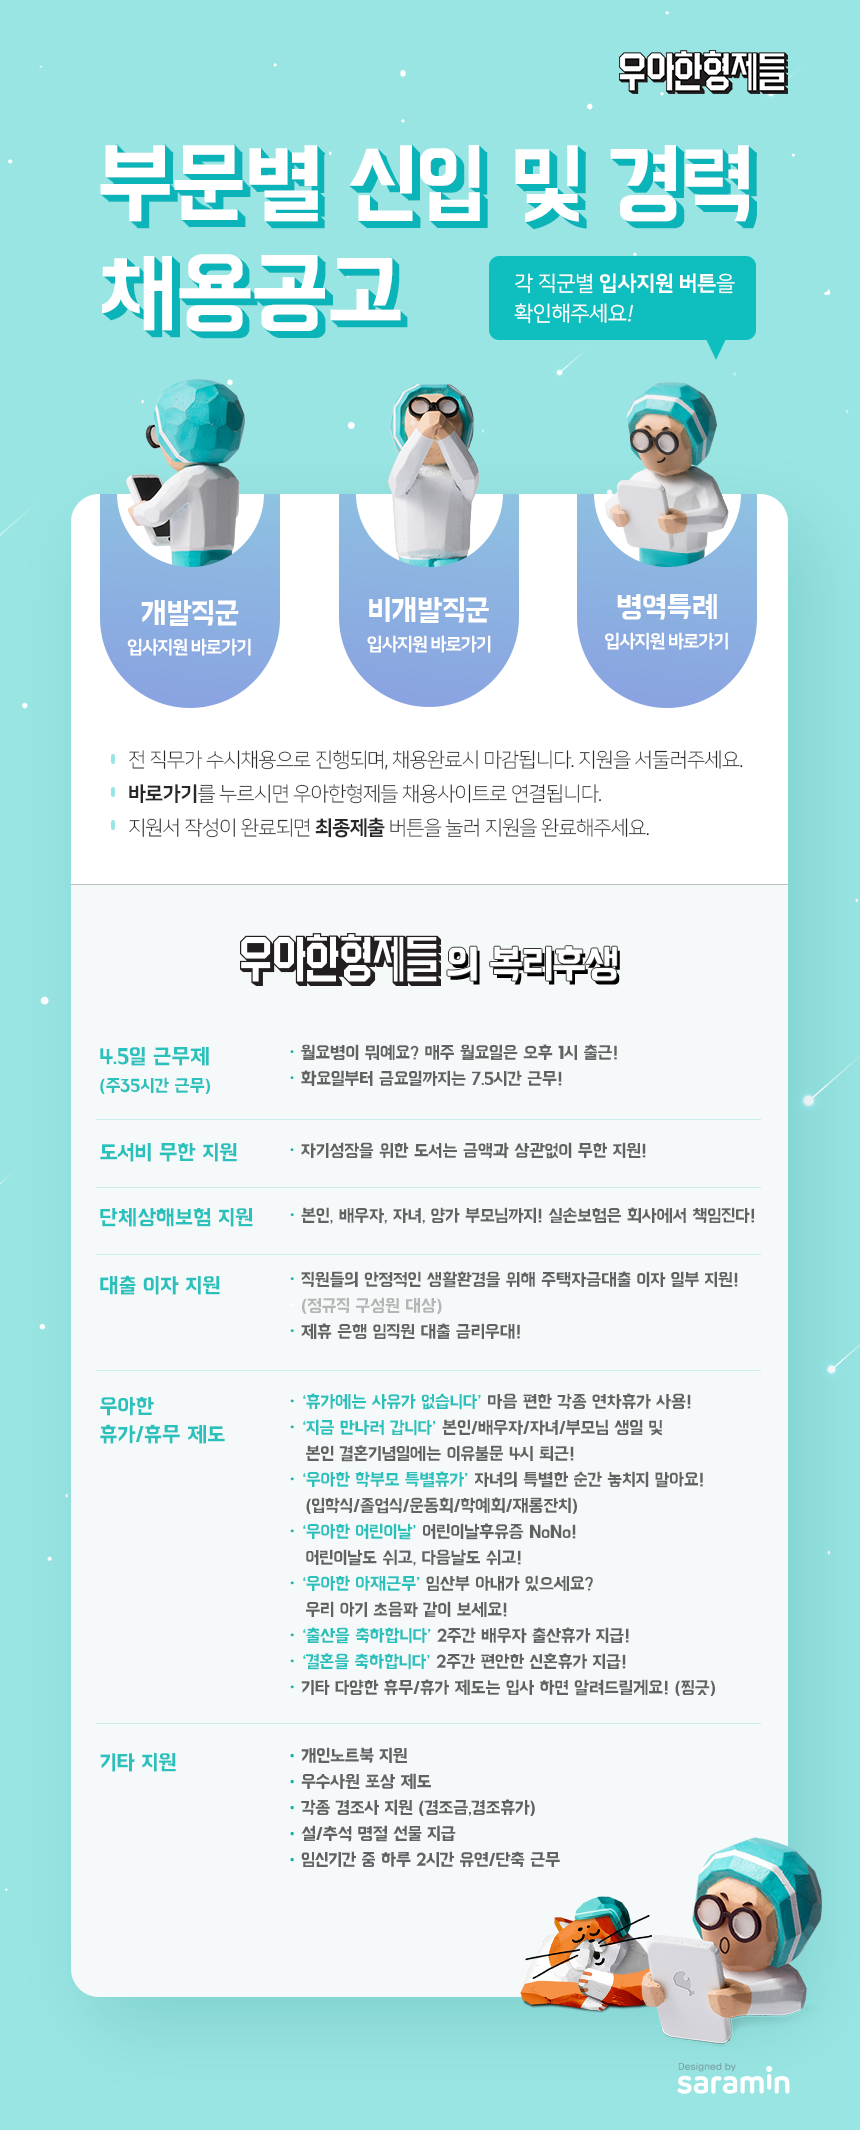 우아한형제들
부문별 신입 및 경력
채용공고
각 직군별 입사지원 버튼을
확인해주세요!
개발직군
입사지원 바로가기
비개발직군
입사지원 바로가기
병역특례
입사지원 바로가기
전 직무가 수시채용으로 진행되며, 채용완료시 마감됩니다. 지원을 서둘러주세요.
바로가기를 누르시면 우아한형제들 채용사이트로 연결됩니다.
지원서 작성이 완료되면 최종제출 버튼을 눌러 지원을 완료해주세요.
우아한형제들의 복리후생
4.5일 근무제
(주35시간 근무)
· 월요병이 뭐예요? 매주 월요일은 오후 1시 출근!
· 화요일부터 금요일까지는 7.5시간 근무!
도서비 무한 지원
· 자기성장을 위한 도서는 금액과 상관없이 무한 지원!
단체상해보험 지원
· 본인, 배우자, 자녀, 양가 부모님까지! 실손보험은 회사에서 책임진다!
대출 이자 지원
· 직원들의 안정적인 생활환경을 위해 주택자금대출 이자 일부 지원!
(정규직 구성원 대상)
· 제휴 은행 임직원 대출 금리우대!
우아한
휴가/휴무 제도
· ‘휴가에는 사유가 없습니다’ 마음 편한 각종 연차휴가 사용!
· ‘지금 만나러 갑니다’ 본인/배우자/자녀/부모님 생일 및
본인 결혼기념일에는 이유불문 4시 퇴근!
· ‘우아한 학부모 특별휴가’ 자녀의 특별한 순간 놓치지 말아요!
(입학식/졸업식/운동회/학예회/재롱잔치)
· ‘우아한 어린이날’ 어린이날후유증 NoNo!
어린이날도 쉬고, 다음날도 쉬고!
· ‘우아한 아재근무’ 임산부 아내가 있으세요?
우리 아기 초음파 같이 보세요!
· ‘출산을 축하합니다’ 2주간 배우자 출산휴가 지급!
· ‘결혼을 축하합니다’ 2주간 편안한 신혼휴가 지급!
· 기타 다양한 휴무/휴가 제도는 입사 하면 알려드릴게요! (찜긋)
기타 지원
· 개인노트북 지원
· 우수사원 포상 제도
· 각종 경조사 지원 (경조금,경조휴가)
· 설/추석 명절 선물 지급
· 임신기간 중 하루 2시간 유연/단축 근무
Designed by
saramin